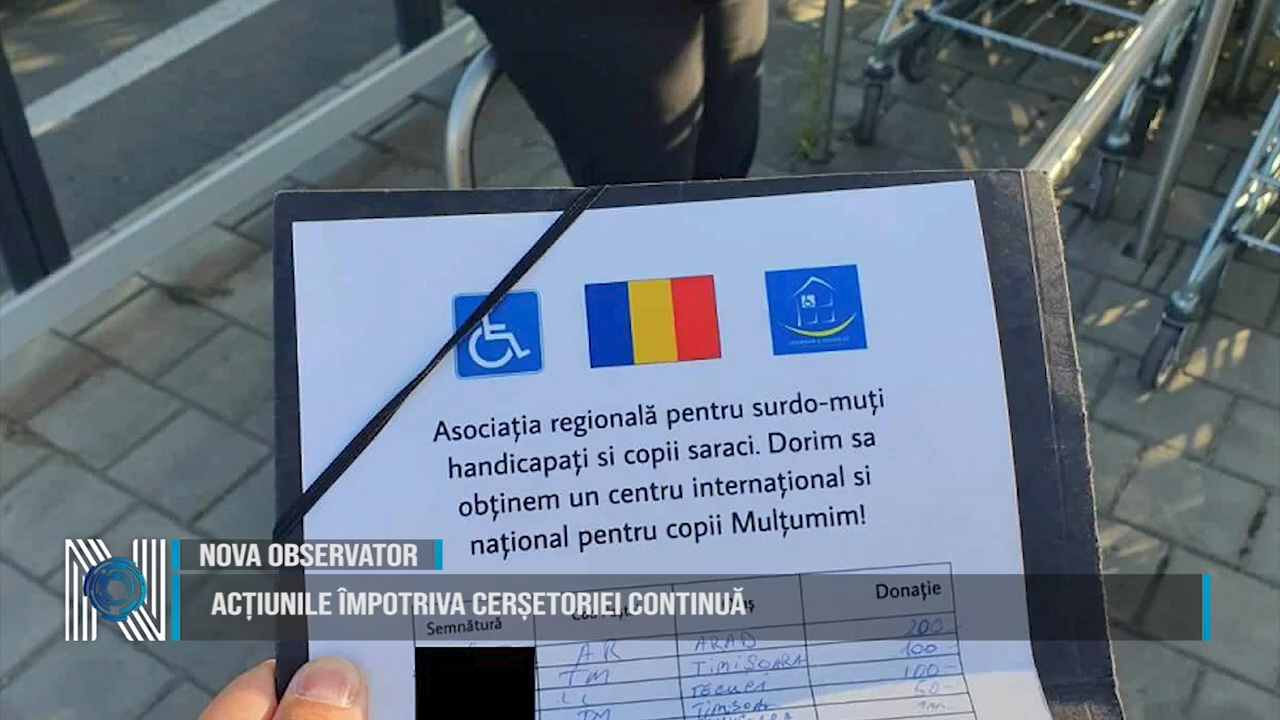 Asociația regională pentru surdo-muți
handicapați si copii saraci. Dorim sa
obținem un centru internațional si
național pentru copii Mulțumim!
NOVA OBSERVATOR
ACȚIUNILE ÎMPOTRIVA CERȘETORIEI CONTINUĂ
Semnătură Donație
AR ARAD 200
TM TIMISOARA 100
100
TM